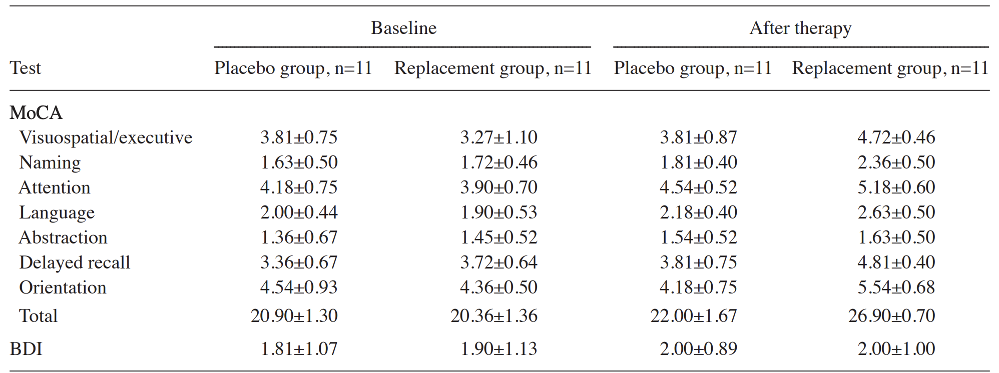 Baseline After therapy
Test Placebo group, n=11 Replacement group, n=11 Placebo group, n=11 Replacement group, n=11
MoCA
Visuospatial/executive 3.81±0.75 3.27±1.10 3.81±0.87 4.72±0.46
Naming 1.63±0.50 1.72±0.46 1.81±0.40 2.36±0.50
Attention 4.18±0.75 3.90±0.70 4.54±0.52 5.18±0.60
Language 2.00±0.44 1.90±0.53 2.18±0.40 2.63±0.50
Abstraction 1.36±0.67 1.45±0.52 1.54±0.52 1.63±0.50
Delayed recall 3.36±0.67 3.72±0.64 3.81±0.75 4.81±0.40
Orientation 4.54±0.93 4.36±0.50 4.18±0.75 5.54±0.68
Total 20.90±1.30 20.36±1.36 22.00±1.67 26.90±0.70
BDI 1.81±1.07 1.90±1.13 2.00±0.89 2.00±1.00